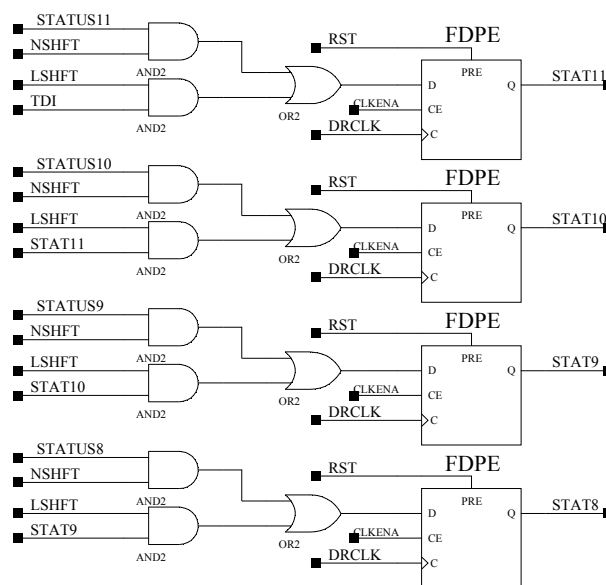 STATUS11
NSHFT
AND2
LSHFT
TDI
AND2
OR2
RST
FDPE
PRE
D
Q
STAT11
CLKENA
CE
DRCLK
C
STATUS10
NSHFT
AND2
LSHFT
STAT11
AND2
OR2
RST
FDPE
PRE
D
Q
STAT10
CLKENA
CE
DRCLK
C
STATUS9
NSHFT
AND2
LSHFT
STAT10
AND2
OR2
RST
FDPE
PRE
D
Q
STAT9
CLKENA
CE
DRCLK
C
STATUS8
NSHFT
AND2
LSHFT
STAT9
AND2
OR2
RST
FDPE
PRE
D
Q
STAT8
CLKENA
CE
DRCLK
C